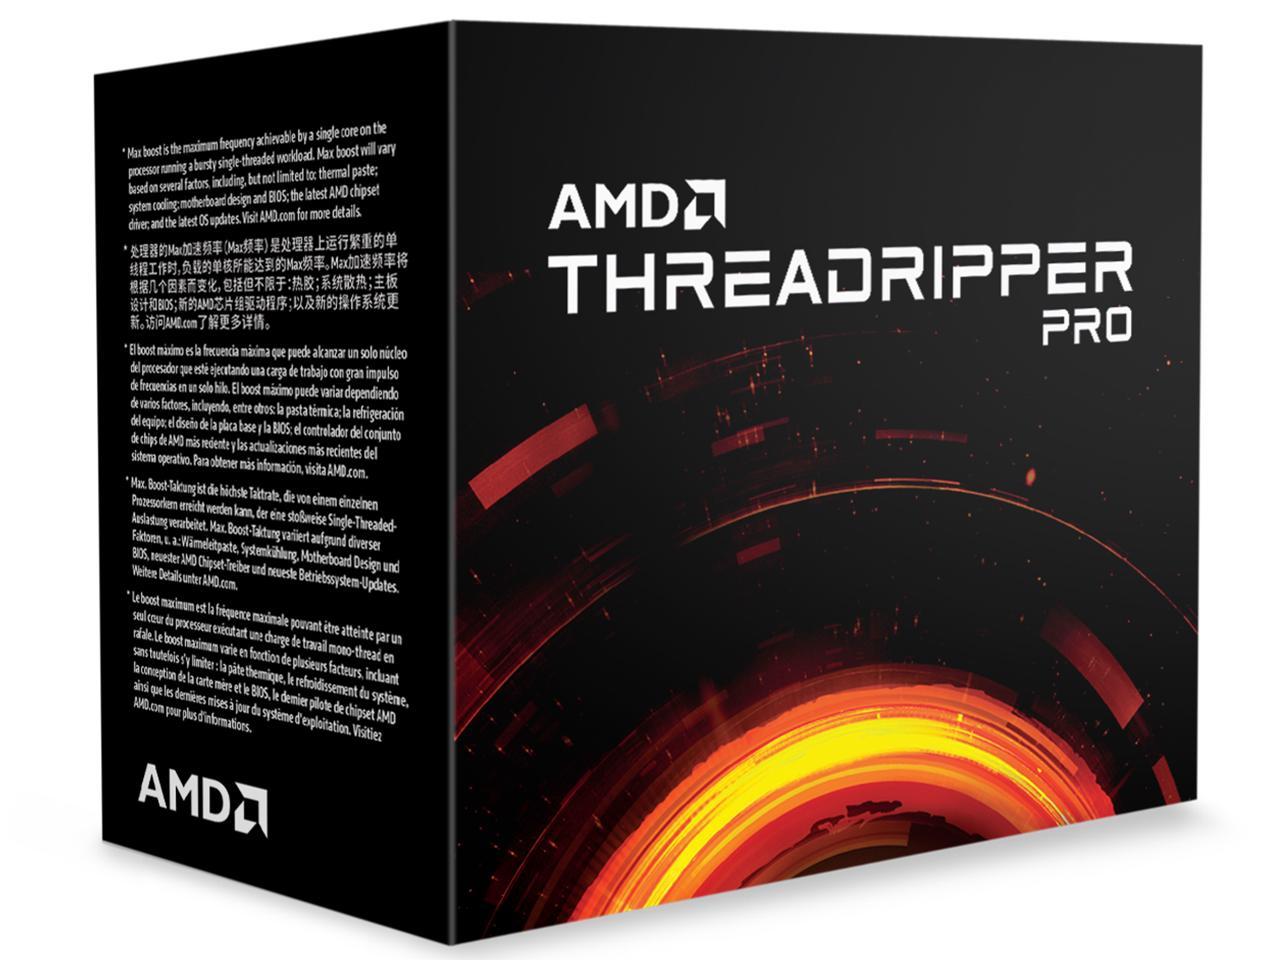 * Max boost is the maximum frequency achievable by a single core on the
processor running a bursty single-threaded workload. Max boost will vary
based on several factors, including, but not limited to: thermal paste;
system cooling; motherboard design and BIOS; the latest AMD chipset
driver; and the latest OS updates. Visit AMD.com for more details.
* 处理器的Max加速频率（Max频率）是处理器上运行繁重的单
线程工作时，负载的单核所能达到的Max频率。Max加速频率将
根据几个因素而变化，包括但不限于：热胶；系统散热；主板
设计和BIOS；新的AMD芯片组驱动程序；以及新的操作系统更
新。访问AMD.com了解更多详情。
* El boost máximo es la frecuencia máxima que puede alcanzar un solo núcleo
del procesador que esté ejecutando una carga de trabajo con gran impulso
de frecuencias en un solo hilo. El boost máximo puede variar dependiendo
de varios factores, incluyendo, entre otros: la pasta térmica; la refrigeración
del equipo; el diseño de la placa base y la BIOS; el controlador del conjunto
de chips de AMD más reciente y las actualizaciones más recientes del
sistema operativo. Para obtener más información, visita AMD.com.
* Max. Boost-Taktung ist die höchste Taktrate, die von einem einzelnen
Prozessorkern erreicht werden kann, der eine stoßweise Single-Threaded-
Auslastung verarbeitet. Max. Boost-Taktung variiert aufgrund diverser
Faktoren, u. a.: Wärmeleitpaste, Systemkühlung, Motherboard Design und
BIOS, neuester AMD Chipset-Treiber und neueste Betriebssystem-Updates.
Weitere Details unter AMD.com.
* Le boost maximum est la fréquence maximale pouvant être atteinte par un
seul cœur du processeur exécutant une charge de travail mono-thread en
rafale. Le boost maximum varie en fonction de plusieurs facteurs, incluant
sans toutefois s'y limiter : la pâte thermique, le refroidissement du système,
la conception de la carte mère et le BIOS, le dernier pilote de chipset AMD
ainsi que les dernières mises à jour du système d'exploitation. Visitiez
AMD.com pour plus d'informations.
AMD
AMD
THREADRIPPER
PRO